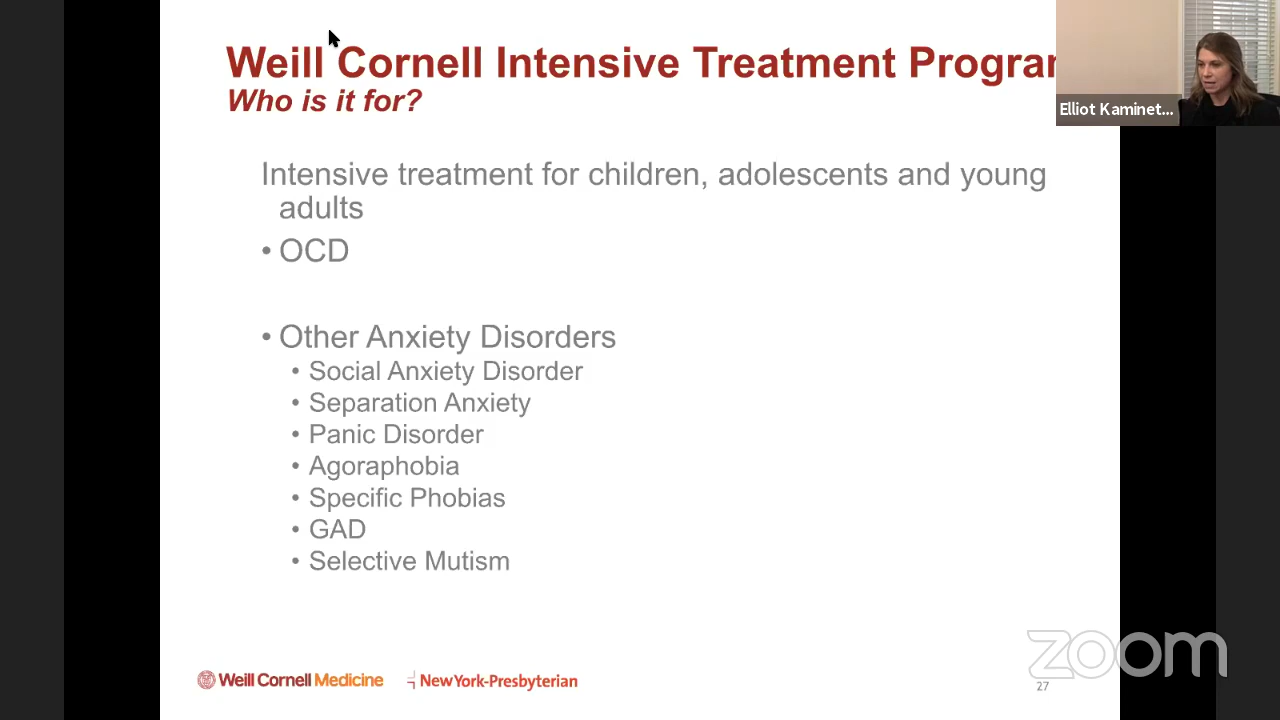 Weill Cornell Intensive Treatment Progra
Who is it for?
Elliot Kaminet...
Intensive treatment for children, adolescents and young
adults
• OCD
• Other Anxiety Disorders
• Social Anxiety Disorder
• Separation Anxiety
• Panic Disorder
• Agoraphobia
• Specific Phobias
• GAD
• Selective Mutism
Weill Cornell Medicine
NewYork-Presbyterian
zoom
27